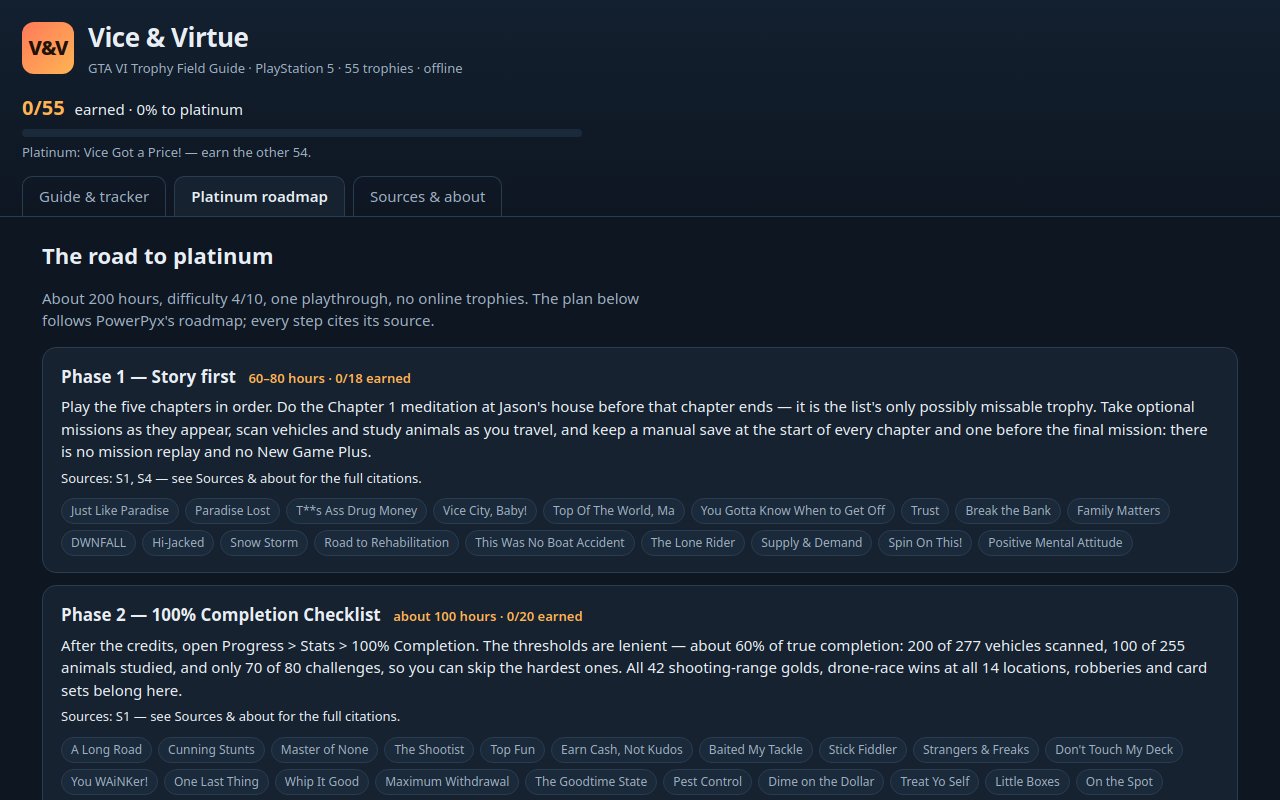 V&V
Vice & Virtue
GTA VI Trophy Field Guide · PlayStation 5 · 55 trophies · offline
0/55 earned · 0% to platinum
Platinum: Vice Got a Price! — earn the other 54.
Guide & tracker Platinum roadmap Sources & about
The road to platinum
About 200 hours, difficulty 4/10, one playthrough, no online trophies. The plan below
follows PowerPyx's roadmap; every step cites its source.
Phase 1 — Story first 60–80 hours · 0/18 earned
Play the five chapters in order. Do the Chapter 1 meditation at Jason's house before that chapter ends — it is the list's only possibly missable trophy. Take optional
missions as they appear, scan vehicles and study animals as you travel, and keep a manual save at the start of every chapter and one before the final mission: there
is no mission replay and no New Game Plus.
Sources: S1, S4 — see Sources & about for the full citations.
Just Like Paradise Paradise Lost T**s Ass Drug Money Vice City, Baby! Top Of The World, Ma You Gotta Know When to Get Off Trust Break the Bank Family Matters
DWNFALL Hi-Jacked Snow Storm Road to Rehabilitation This Was No Boat Accident The Lone Rider Supply & Demand Spin On This! Positive Mental Attitude
Phase 2 — 100% Completion Checklist about 100 hours · 0/20 earned
After the credits, open Progress > Stats > 100% Completion. The thresholds are lenient — about 60% of true completion: 200 of 277 vehicles scanned, 100 of 255
animals studied, and only 70 of 80 challenges, so you can skip the hardest ones. All 42 shooting-range golds, drone-race wins at all 14 locations, robberies and card
sets belong here.
Sources: S1 — see Sources & about for the full citations.
A Long Road Cunning Stunts Master of None The Shootist Top Fun Earn Cash, Not Kudos Baited My Tackle Stick Fiddler Strangers & Freaks Don't Touch My Deck
You WAiNKer! One Last Thing Whip It Good Maximum Withdrawal The Goodtime State Pest Control Dime on the Dollar Treat Yo Self Little Boxes On the Spot